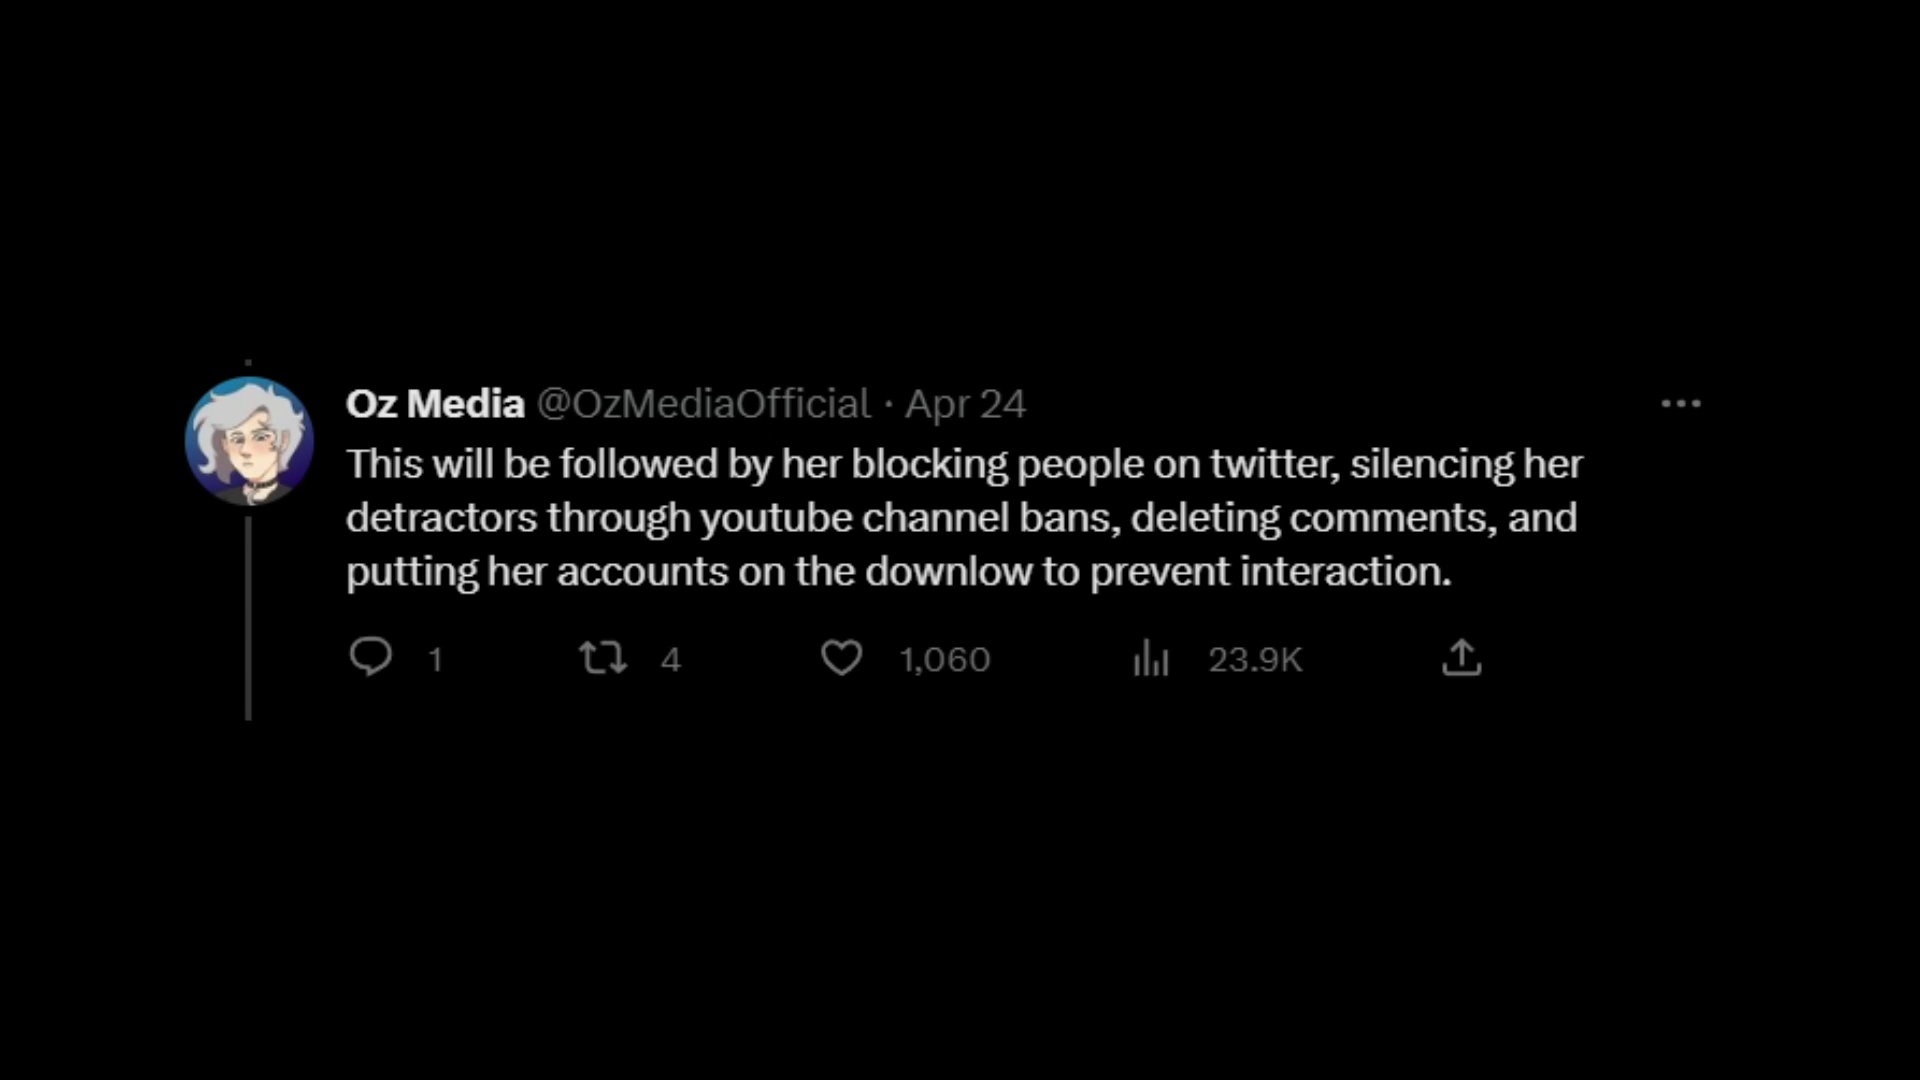 Oz Media @OzMediaOfficial · Apr 24
This will be followed by her blocking people on twitter, silencing her
detractors through youtube channel bans, deleting comments, and
putting her accounts on the downlow to prevent interaction.
1 4 1,060 23.9K